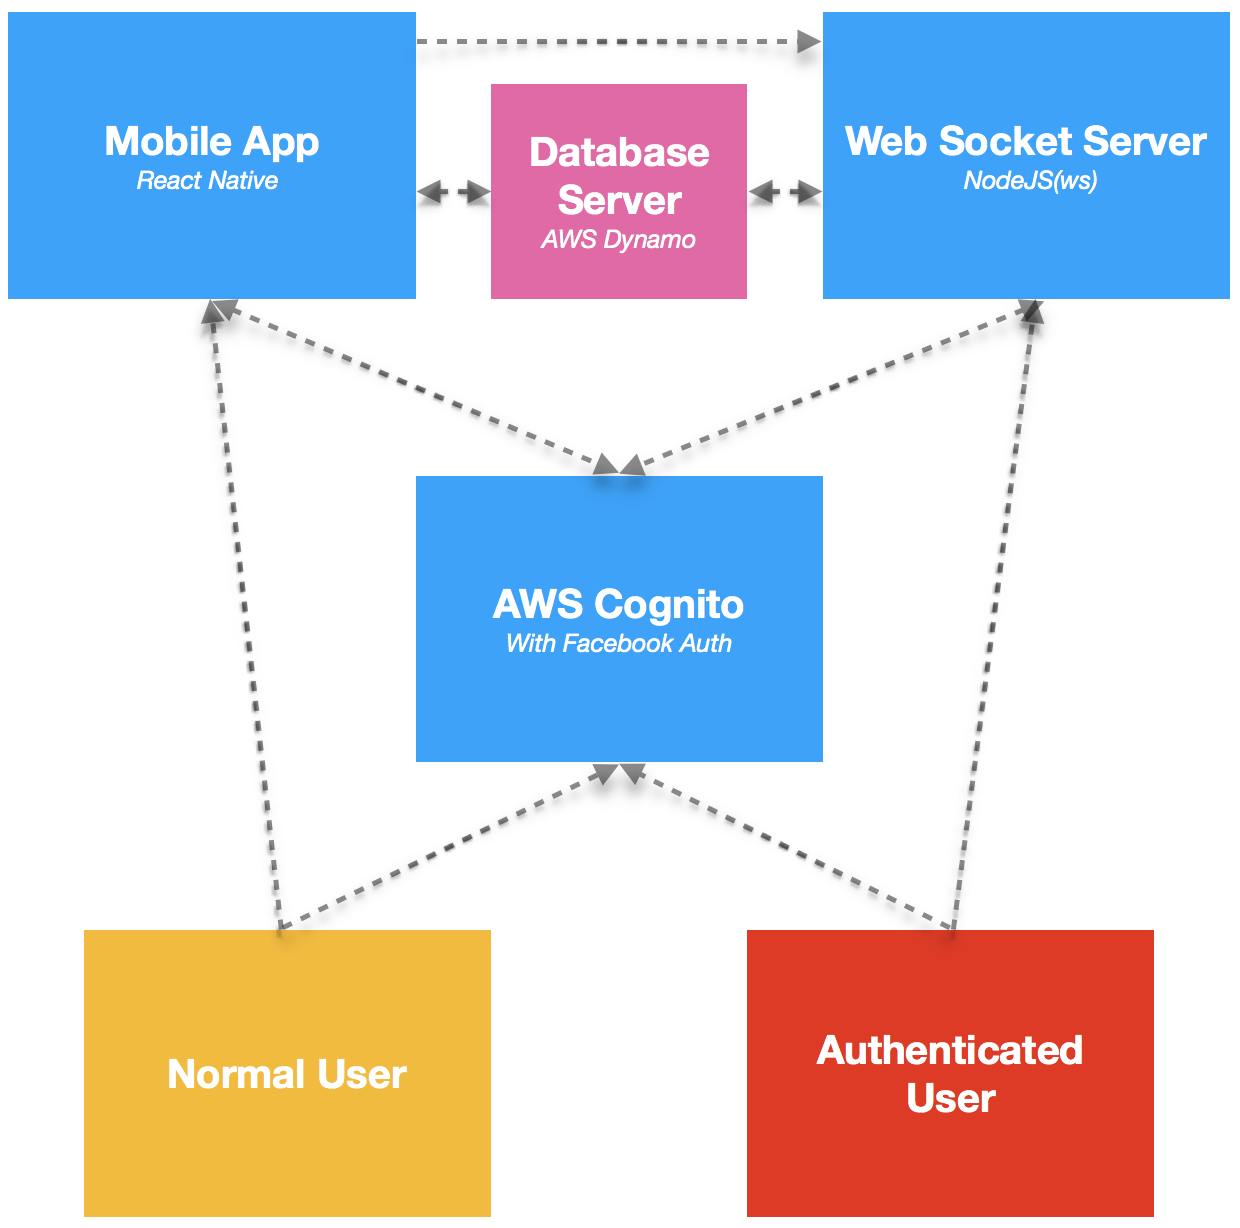 Mobile App
React Native
Database
Server
AWS Dynamo
Web Socket Server
NodeJS(ws)
AWS Cognito
With Facebook Auth
Normal User
Authenticated
User